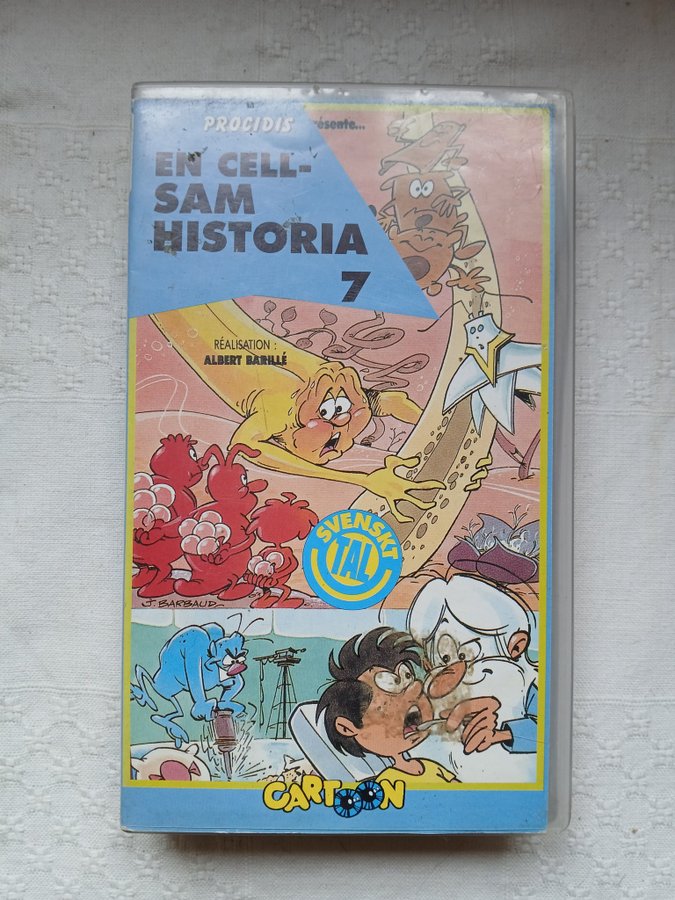 PROCIDIS présente...
EN CELL-
SAM
HISTORIA
7
RÉALISATION :
ALBERT BARILLÉ
SVENSKT
TAL
J. BARBAUD
CARTOON